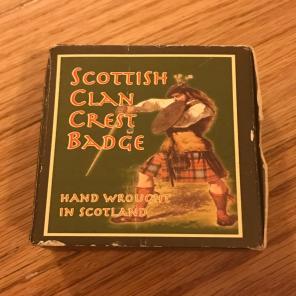 Scottish
Clan
Crest
Badge
Hand Wrought
in Scotland